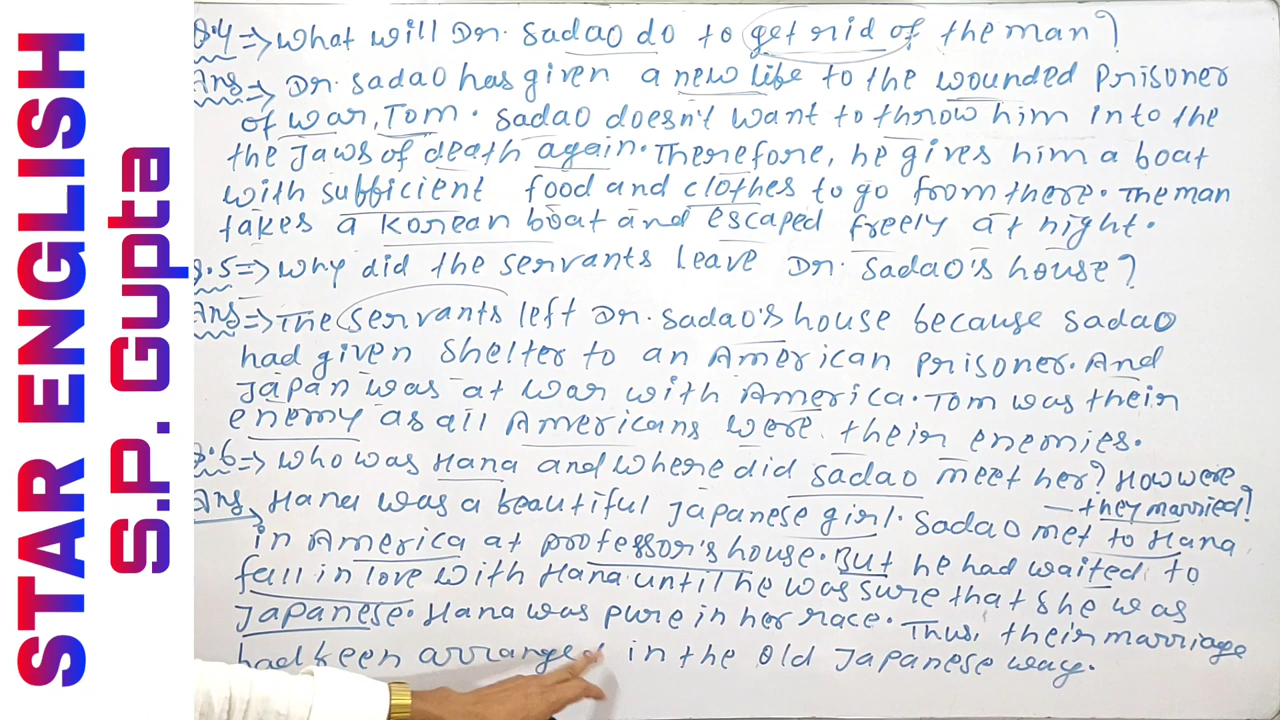 STAR ENGLISH
S.P. Gupta
Q.4 => What will Dr. Sadao do to get rid of the man?
Ans => Dr. Sadao has given a new life to the wounded prisoner
of war, Tom. Sadao doesn't want to throw him into the
the Jaws of death again. Therefore, he gives him a boat
with sufficient food and clothes to go from there. The man
takes a Korean boat and escaped freely at night.
Q.5 => Why did the servants leave Dr. Sadao's house?
Ans => The servants left Dr. Sadao's house because Sadao
had given shelter to an American prisoner. And
Japan was at war with America. Tom was their
enemy as all Americans were their enemies.
Q.6 => Who was Hana and where did Sadao meet her? How were
— they married?
Ans Hana was a beautiful Japanese girl. Sadao met to Hana
in America at professor's house. But he had waited to
fall in love with Hana until he was sure that she was
Japanese. Hana was pure in her race. Thus, their marriage
had been arranged in the old Japanese way.